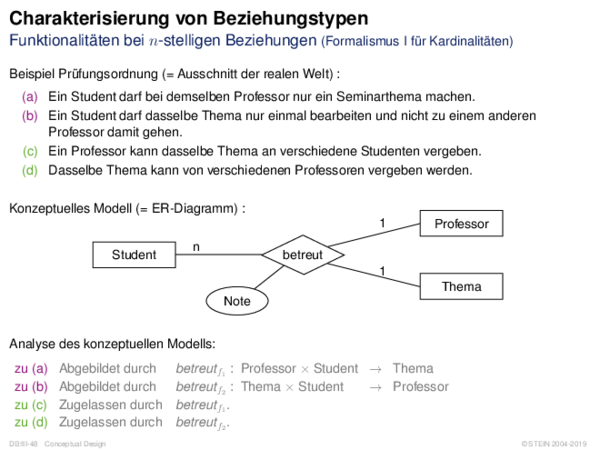 Charakterisierung von Beziehungstypen
Funktionalitäten bei n-stelligen Beziehungen (Formalismus I für Kardinalitäten)
Beispiel Prüfungsordnung (= Ausschnitt der realen Welt) :
(a) Ein Student darf bei demselben Professor nur ein Seminarthema machen.
(b) Ein Student darf dasselbe Thema nur einmal bearbeiten und nicht zu einem anderen
Professor damit gehen.
(c) Ein Professor kann dasselbe Thema an verschiedene Studenten vergeben.
(d) Dasselbe Thema kann von verschiedenen Professoren vergeben werden.
Konzeptuelles Modell (= ER-Diagramm) :
1 Professor
Student n betreut
1 Thema
Note
Analyse des konzeptuellen Modells:
zu (a) Abgebildet durch betreut_f₁ : Professor × Student → Thema
zu (b) Abgebildet durch betreut_f₂ : Thema × Student → Professor
zu (c) Zugelassen durch betreut_f₁.
zu (d) Zugelassen durch betreut_f₂.
DB:III-48 Conceptual Design © STEIN 2004-2019